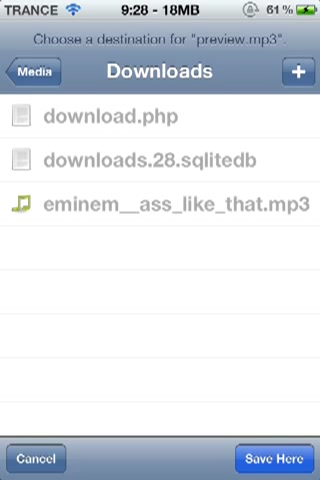 TRANCE 9:28 - 18MB 61 %
Choose a destination for "preview.mp3".
Media Downloads +
download.php
downloads.28.sqlitedb
eminem__ass_like_that.mp3
Cancel Save Here